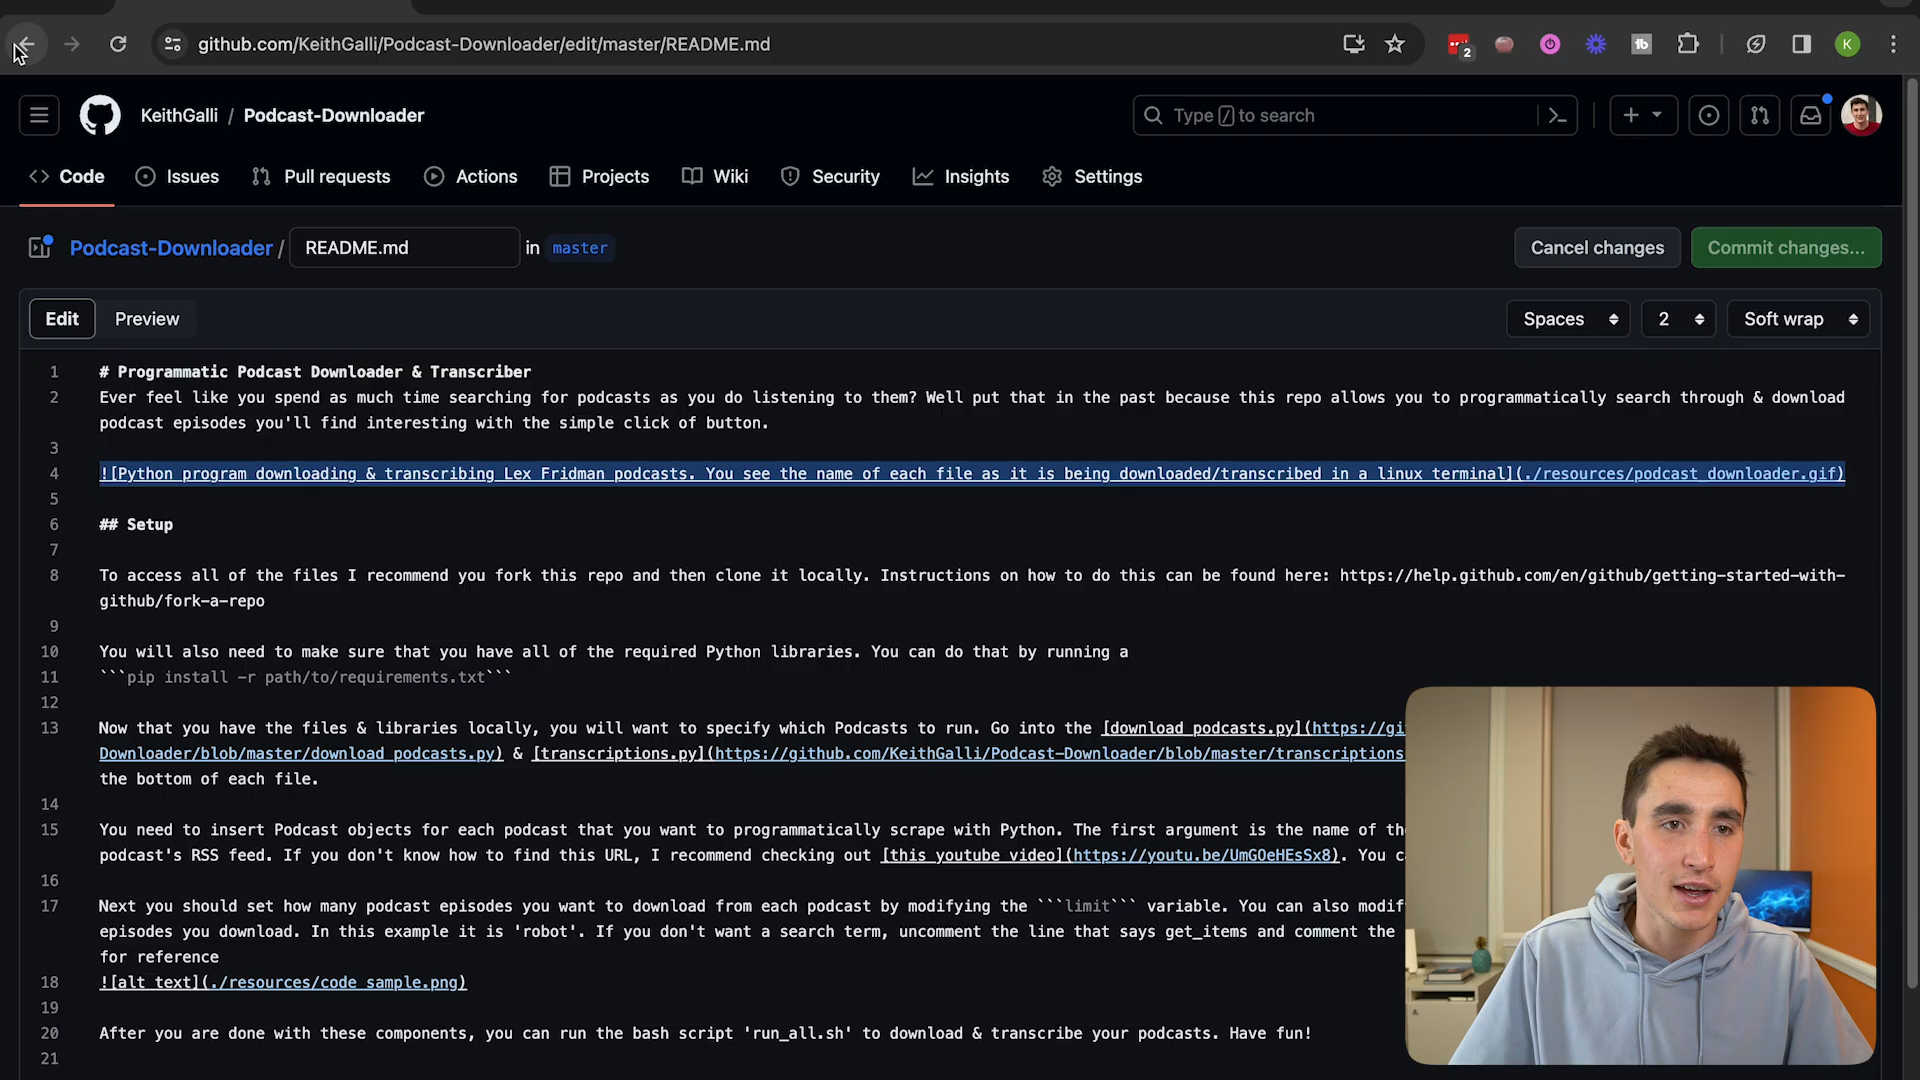 github.com/KeithGalli/Podcast-Downloader/edit/master/README.md
2
tb
K
KeithGalli / Podcast-Downloader
Type / to search
Code Issues Pull requests Actions Projects Wiki Security Insights Settings
Podcast-Downloader / README.md in master
Cancel changes Commit changes...
Edit Preview Spaces 2 Soft wrap
1 # Programmatic Podcast Downloader & Transcriber
2 Ever feel like you spend as much time searching for podcasts as you do listening to them? Well put that in the past because this repo allows you to programmatically search through & download
podcast episodes you'll find interesting with the simple click of button.
3
4 ![Python program downloading & transcribing Lex Fridman podcasts. You see the name of each file as it is being downloaded/transcribed in a linux terminal](./resources/podcast_downloader.gif)
5
6 ## Setup
7
8 To access all of the files I recommend you fork this repo and then clone it locally. Instructions on how to do this can be found here: https://help.github.com/en/github/getting-started-with-
github/fork-a-repo
9
10 You will also need to make sure that you have all of the required Python libraries. You can do that by running a
11 ```pip install -r path/to/requirements.txt```
12
13 Now that you have the files & libraries locally, you will want to specify which Podcasts to run. Go into the [download_podcasts.py](https://gi
Downloader/blob/master/download_podcasts.py) & [transcriptions.py](https://github.com/KeithGalli/Podcast-Downloader/blob/master/transcriptions
the bottom of each file.
14
15 You need to insert Podcast objects for each podcast that you want to programmatically scrape with Python. The first argument is the name of th
podcast's RSS feed. If you don't know how to find this URL, I recommend checking out [this youtube video](https://youtu.be/UmGOeHEsSx8). You c
16
17 Next you should set how many podcast episodes you want to download from each podcast by modifying the ```limit``` variable. You can also modif
episodes you download. In this example it is 'robot'. If you don't want a search term, uncomment the line that says get_items and comment the
for reference
18 ![alt text](./resources/code_sample.png)
19
20 After you are done with these components, you can run the bash script 'run_all.sh' to download & transcribe your podcasts. Have fun!
21